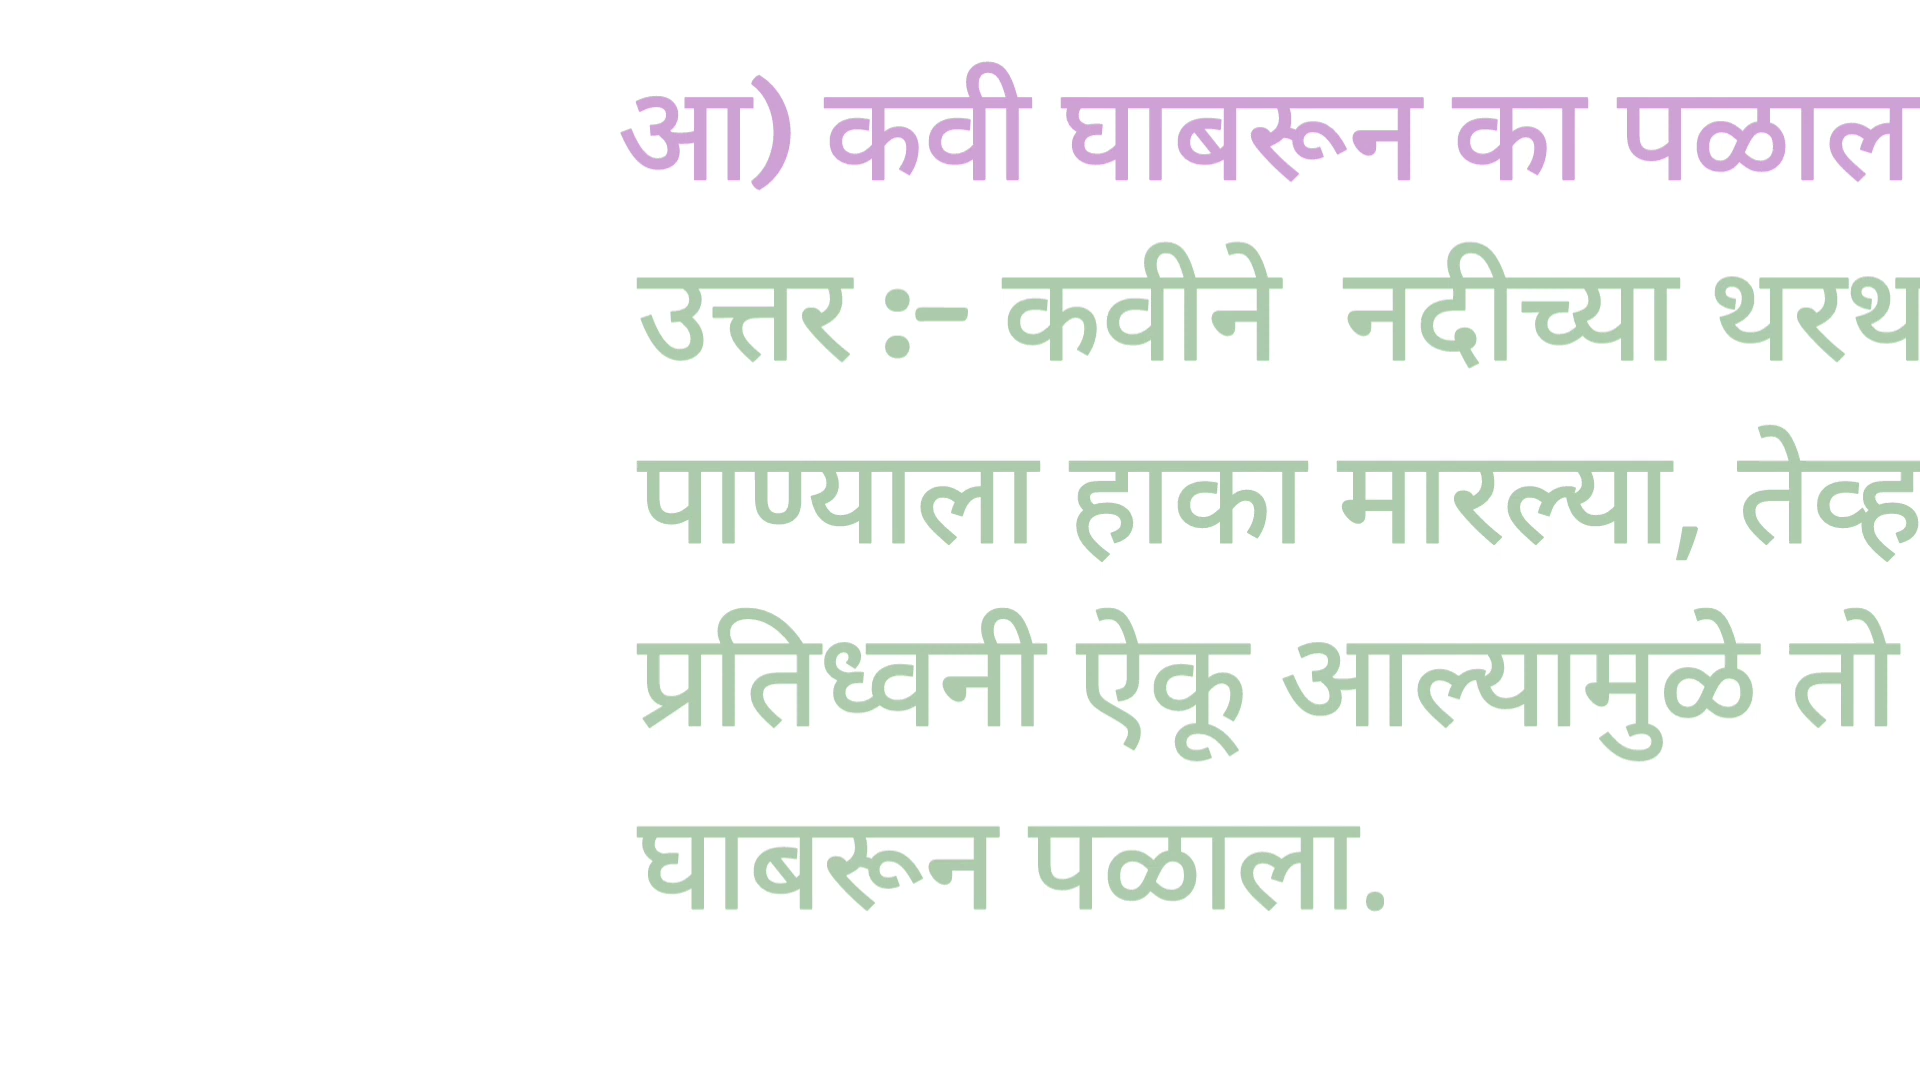 आ) कवी घाबरून का पळाल
उत्तर :- कवीने नदीच्या थरथ
पाण्याला हाका मारल्या, तेव्ह
प्रतिध्वनी ऐकू आल्यामुळे तो
घाबरून पळाला.